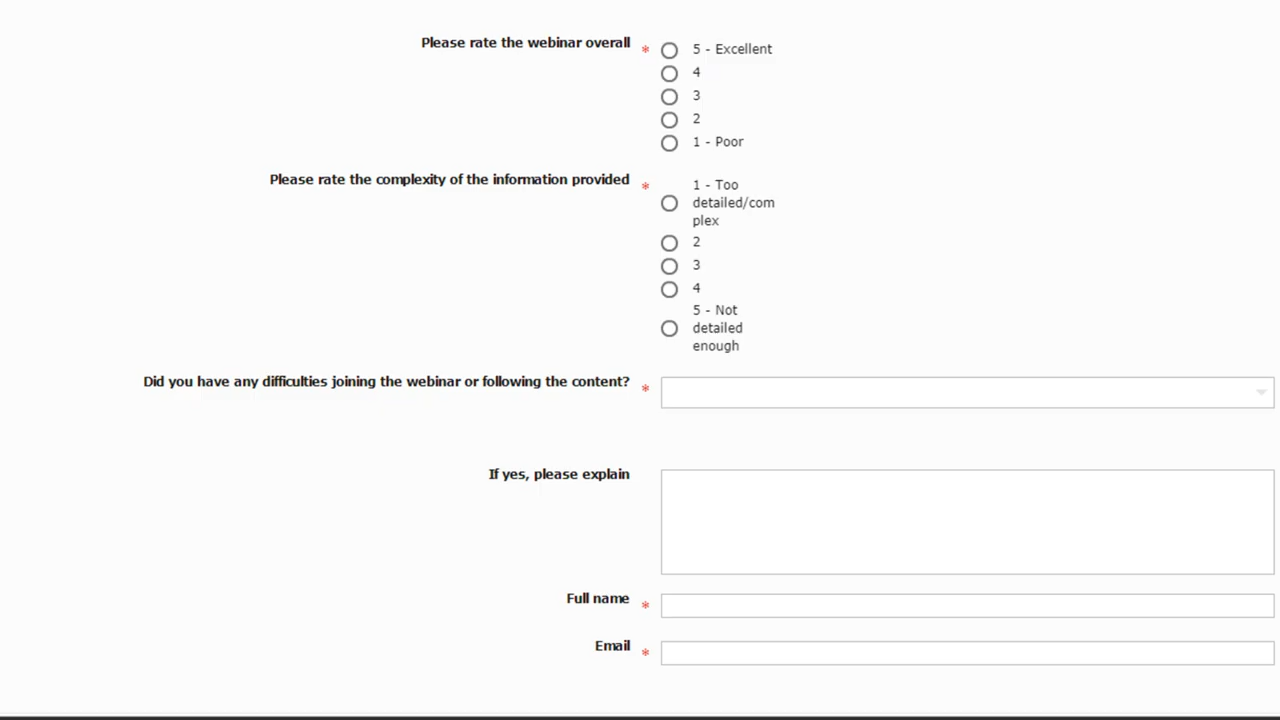 Please rate the webinar overall *
5 - Excellent
4
3
2
1 - Poor
Please rate the complexity of the information provided *
1 - Too
detailed/com
plex
2
3
4
5 - Not
detailed
enough
Did you have any difficulties joining the webinar or following the content? *
If yes, please explain
Full name *
Email *